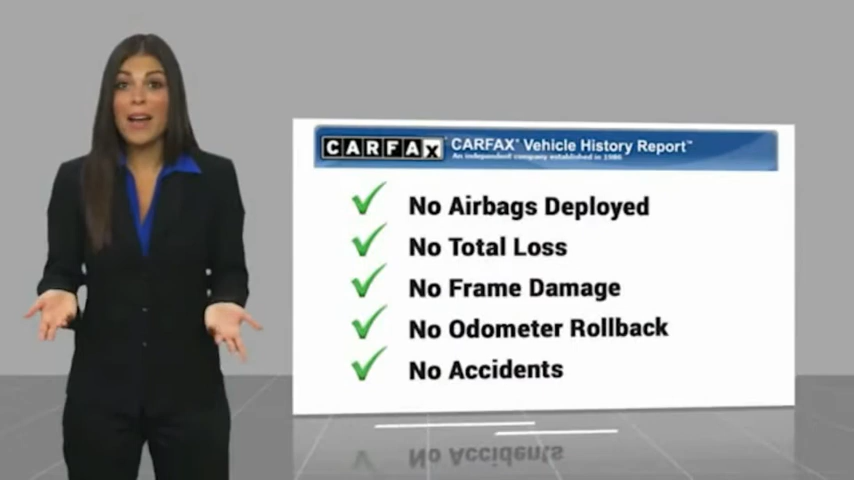 CARFAX CARFAX® Vehicle History Report™
An independent company established in 1986
No Airbags Deployed
No Total Loss
No Frame Damage
No Odometer Rollback
No Accidents
No Accidents